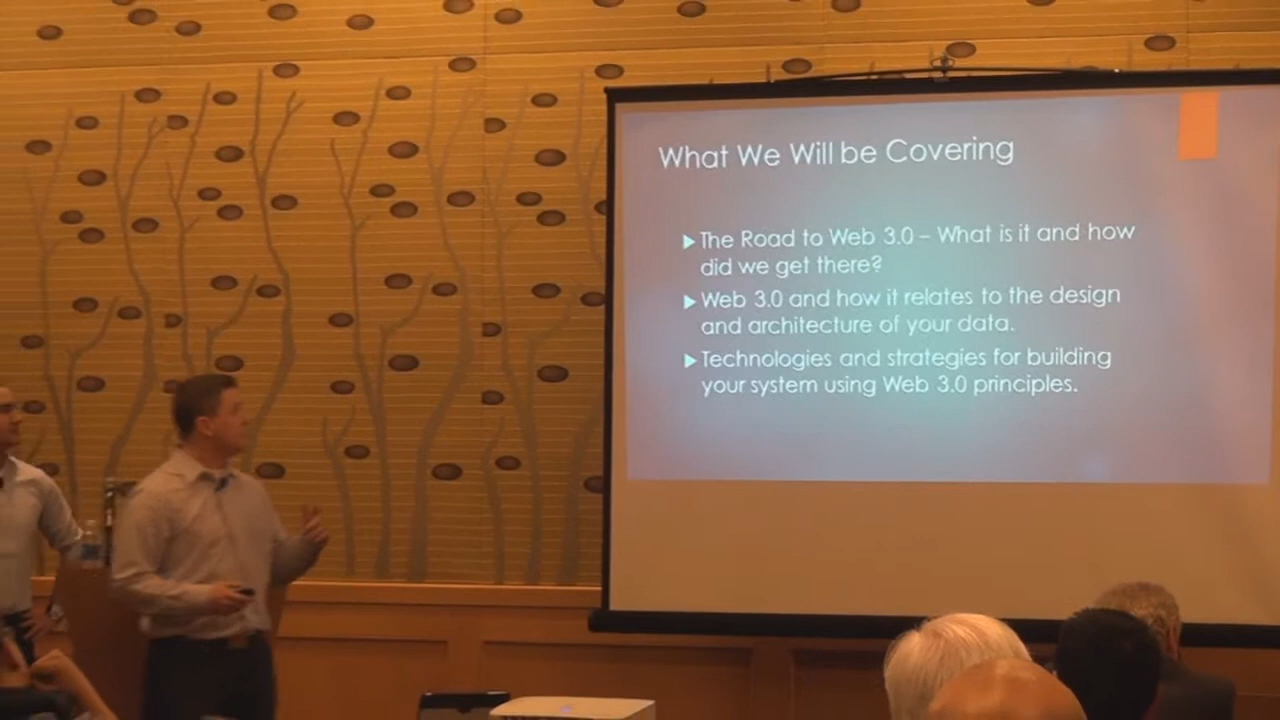 What We Will be Covering
The Road to Web 3.0 – What is it and how
did we get there?
Web 3.0 and how it relates to the design
and architecture of your data.
Technologies and strategies for building
your system using Web 3.0 principles.